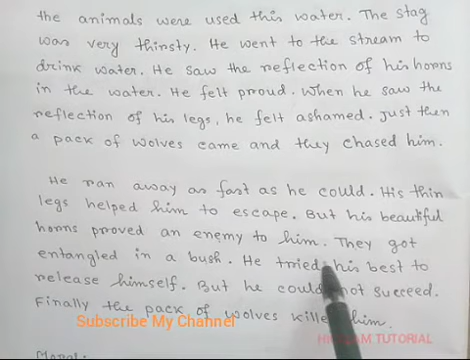 the animals were used this water. The stag
was very thirsty. He went to the stream to
drink water. He saw the reflection of his horns
in the water. He felt proud. When he saw the
reflection of his legs, he felt ashamed. Just then
a pack of wolves came and they chased him.
He ran away as fast as he could. His thin
legs helped him to escape. But his beautiful
horns proved an enemy to him. They got
entangled in a bush. He tried his best to
release himself. But he could not succeed.
Finally the pack of wolves killed him.
Subscribe My Channel
TUTORIAL
Moral: